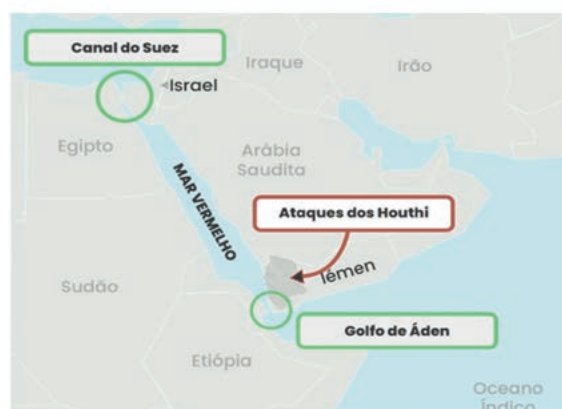 Canal do Suez
Israel
Iraque
Irão
Egipto
Arábia
Saudita
MAR VERMELHO
Ataques dos Houthi
Iémen
Sudão
Golfo de Áden
Etiópia
Oceano
Índico